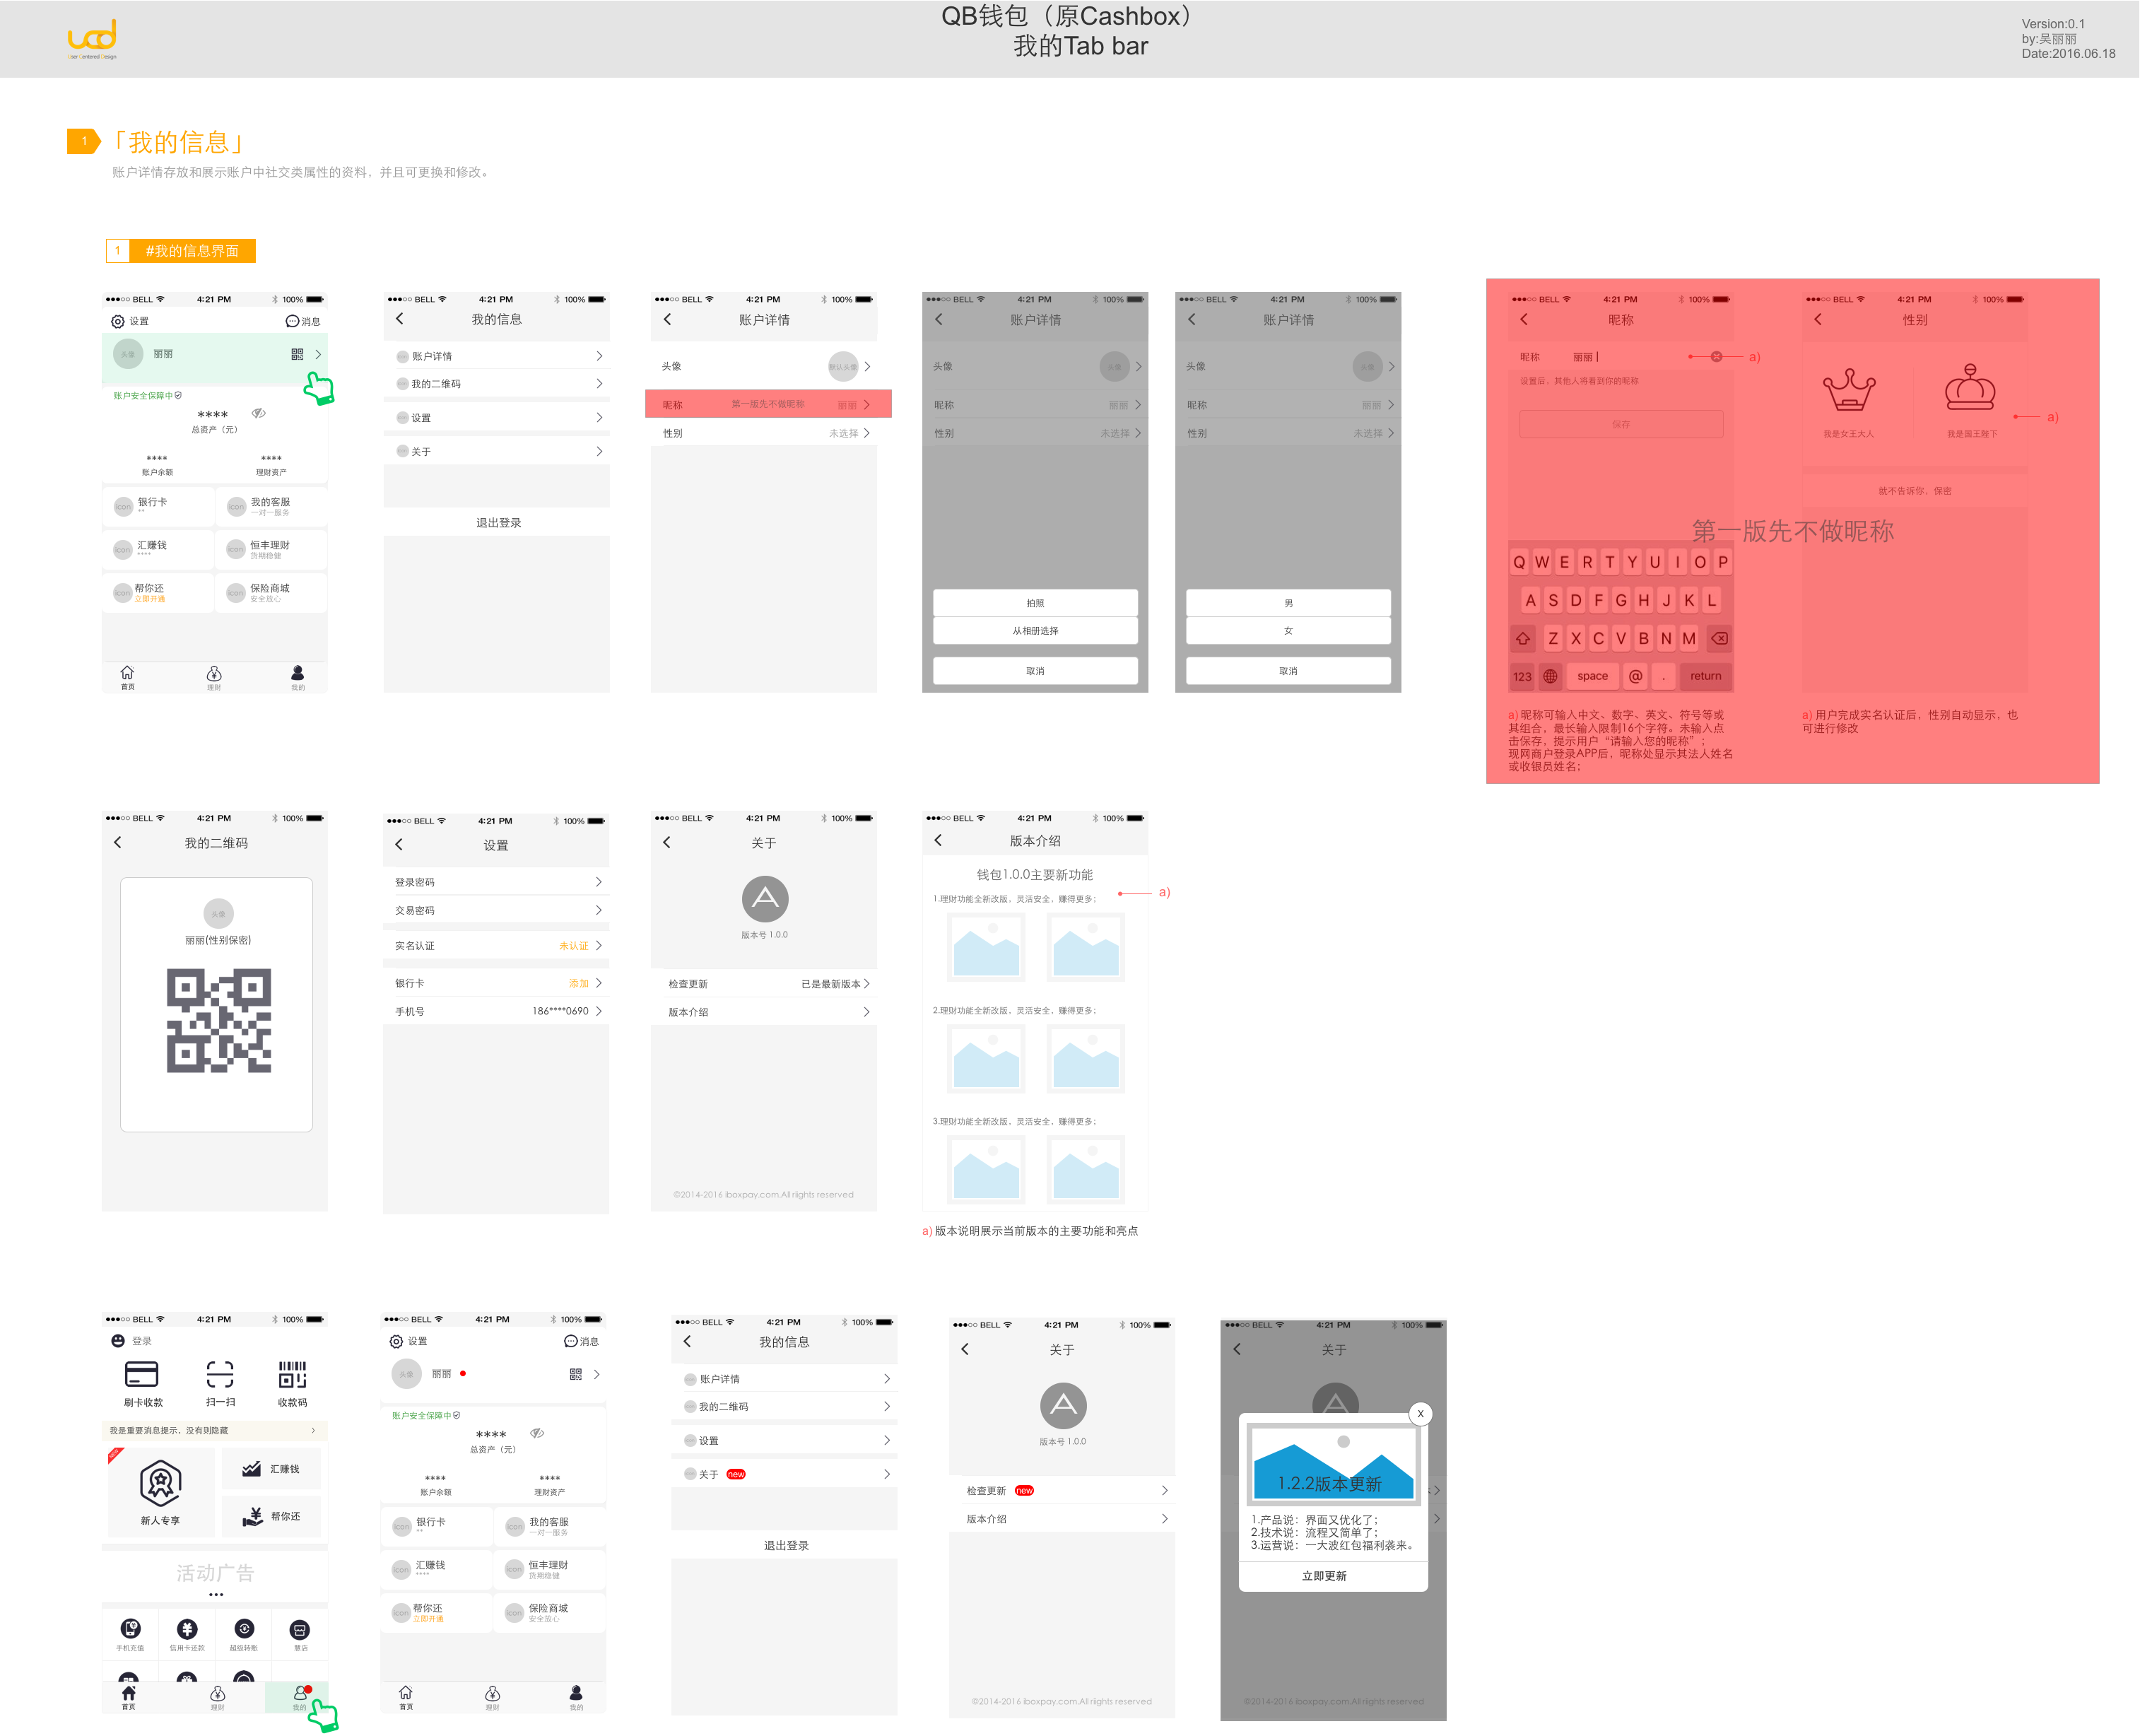 QB钱包（原Cashbox）
我的Tab bar
ucd
User Centered Design
Version:0.1
by:吴丽丽
Date:2016.06.18
1
「我的信息」
账户详情存放和展示账户中社交类属性的资料，并且可更换和修改。
1 #我的信息界面
BELL 4:21 PM 100%
设置 消息
头像 丽丽
账户安全保障中
****
总资产（元）
**** ****
账户余额 理财资产
icon 银行卡
**
icon 我的客服
一对一服务
icon 汇赚钱
****
icon 恒丰理财
货期稳健
icon 帮你还
立即开通
icon 保险商城
安全放心
首页 理财 我的
BELL 4:21 PM 100%
我的信息
账户详情
我的二维码
设置
关于
退出登录
BELL 4:21 PM 100%
账户详情
头像 默认头像
昵称 第一版先不做昵称 丽丽
性别 未选择
BELL 4:21 PM 100%
账户详情
头像 头像
昵称 丽丽
性别 未选择
拍照
从相册选择
取消
BELL 4:21 PM 100%
账户详情
头像 头像
昵称 丽丽
性别 未选择
男
女
取消
BELL 4:21 PM 100%
昵称
昵称 丽丽 a)
设置后，其他人将看到你的昵称
保存
Q W E R T Y U I O P
A S D F G H J K L
Z X C V B N M
123 space @ . return
a) 昵称可输入中文、数字、英文、符号等或
其组合，最长输入限制16个字符。未输入点
击保存，提示用户“请输入您的昵称”；
现网商户登录APP后，昵称处显示其法人姓名
或收银员姓名；
BELL 4:21 PM 100%
性别
我是女王大人 我是国王陛下 a)
就不告诉你、保密
第一版先不做昵称
a) 用户完成实名认证后，性别自动显示，也
可进行修改
BELL 4:21 PM 100%
我的二维码
头像
丽丽(性别保密)
BELL 4:21 PM 100%
设置
登录密码
交易密码
实名认证 未认证
银行卡 添加
手机号 186****0690
BELL 4:21 PM 100%
关于
版本号 1.0.0
检查更新 已是最新版本
版本介绍
©2014-2016 iboxpay.com.All riights reserved
BELL 4:21 PM 100%
版本介绍
钱包1.0.0主要新功能
1.理财功能全新改版，灵活安全，赚得更多；
a)
2.理财功能全新改版，灵活安全，赚得更多；
3.理财功能全新改版，灵活安全，赚得更多；
a) 版本说明展示当前版本的主要功能和亮点
BELL 4:21 PM 100%
登录
刷卡收款 扫一扫 收款码
我是重要消息提示，没有则隐藏
新人专享
汇赚钱
帮你还
活动广告
手机充值 信用卡还款 超级转账 慧店
首页 理财 我的
BELL 4:21 PM 100%
设置 消息
头像 丽丽
账户安全保障中
****
总资产（元）
**** ****
账户余额 理财资产
icon 银行卡
**
icon 我的客服
一对一服务
icon 汇赚钱
****
icon 恒丰理财
货期稳健
icon 帮你还
立即开通
icon 保险商城
安全放心
首页 理财 我的
BELL 4:21 PM 100%
我的信息
账户详情
我的二维码
设置
关于 new
退出登录
BELL 4:21 PM 100%
关于
版本号 1.0.0
检查更新 new
版本介绍
©2014-2016 iboxpay.com.All riights reserved
BELL 4:21 PM 100%
关于
X
1.2.2版本更新
1.产品说：界面又优化了；
2.技术说：流程又简单了；
3.运营说：一大波红包福利袭来。
立即更新
©2014-2016 iboxpay.com.All riights reserved